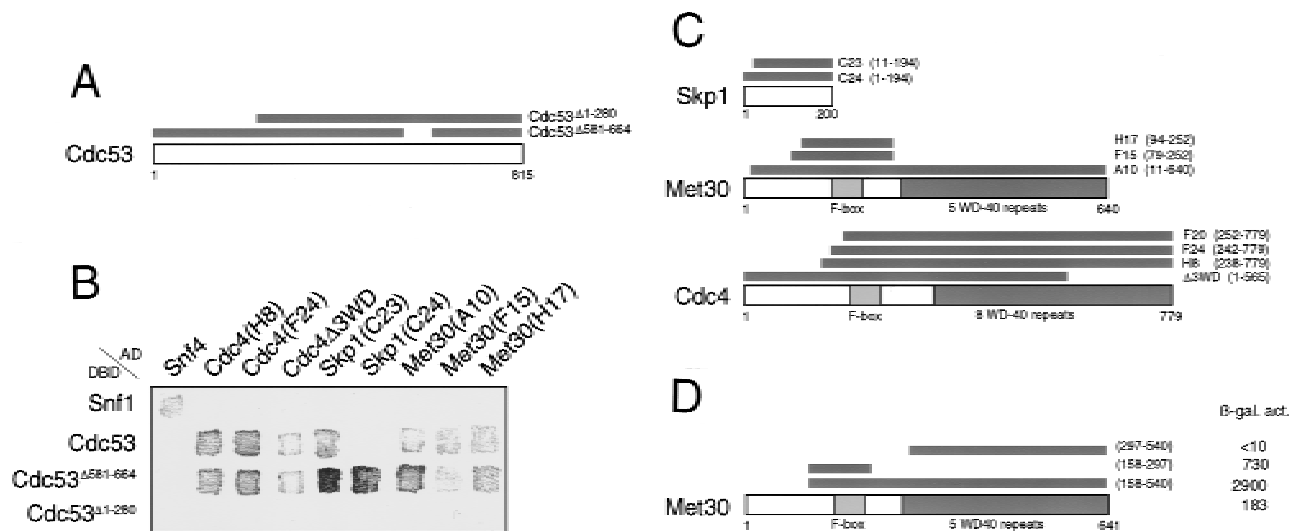 A
Cdc53Δ1-280
Cdc53Δ581-664
Cdc53
1 815
B
AD
DBID
Snf4
Cdc4(H8)
Cdc4(F24)
Cdc4Δ3WD
Skp1(C23)
Skp1(C24)
Met30(A10)
Met30(F15)
Met30(H17)
Snf1
Cdc53
Cdc53Δ581-664
Cdc53Δ1-280
C
C23 (11-194)
C24 (1-194)
Skp1
1 200
H17 (94-252)
F15 (79-252)
A10 (11-640)
Met30
1 F-box 5 WD-40 repeats 640
F20 (252-779)
F24 (242-779)
H8 (238-779)
Δ3WD (1-565)
Cdc4
1 F-box 8 WD-40 repeats 779
D
ß-gal. act.
(297-640) <10
(158-297) 730
(158-640) 2900
Met30 183
1 F-box 5 WD40 repeats 641